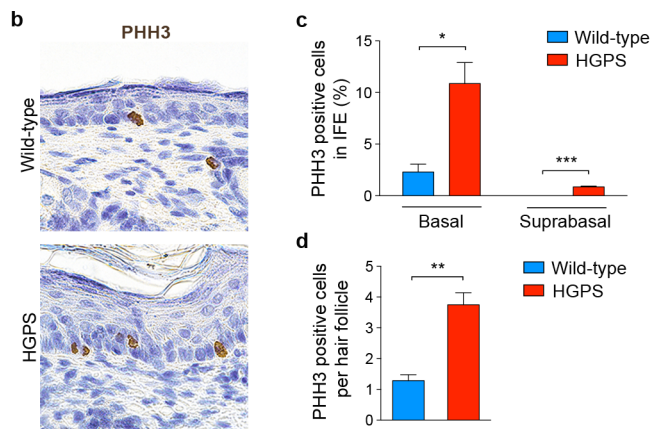 b
PHH3
Wild-type
HGPS
c
PHH3 positive cells
in IFE (%)
15
10
5
0
*
***
Wild-type
HGPS
Basal
Suprabasal
d
PHH3 positive cells
per hair follicle
5
4
3
2
1
0
**
Wild-type
HGPS